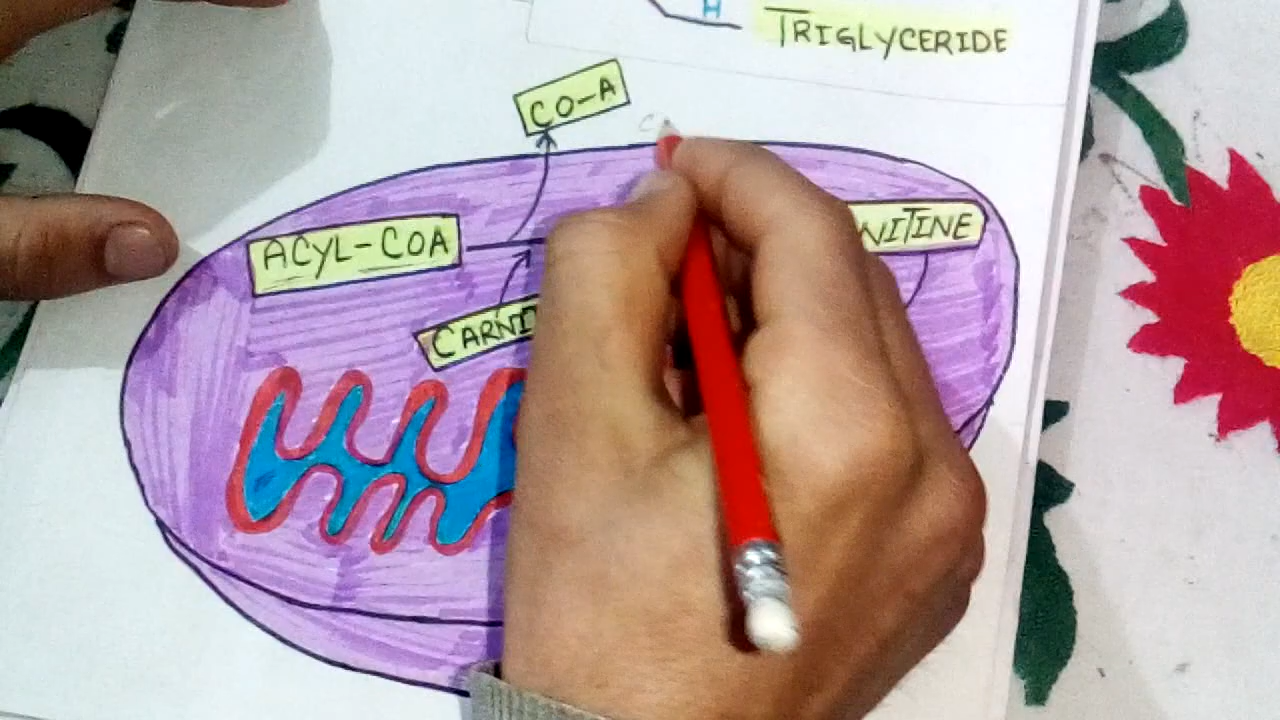 TRIGLYCERIDE
CO-A
ACYL-COA
NITINE
CARNI
H
C